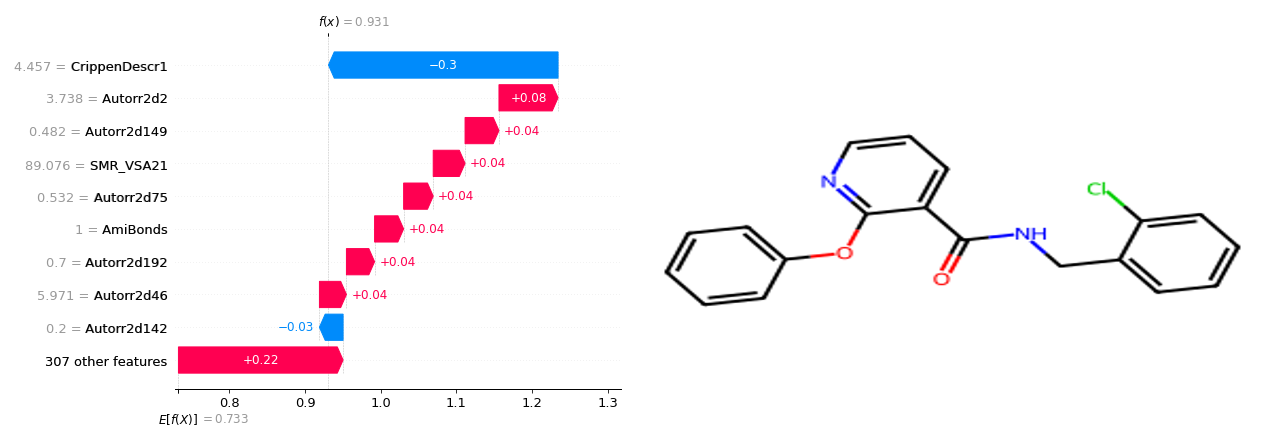 f(x) = 0.931
4.457 = CrippenDescr1
−0.3
3.738 = Autorr2d2
+0.08
0.482 = Autorr2d149
+0.04
89.076 = SMR_VSA21
+0.04
0.532 = Autorr2d75
+0.04
1 = AmiBonds
+0.04
0.7 = Autorr2d192
+0.04
5.971 = Autorr2d46
+0.04
0.2 = Autorr2d142
−0.03
307 other features
+0.22
0.8 0.9 1.0 1.1 1.2 1.3
E[f(X)] = 0.733
N
Cl
NH
O
O